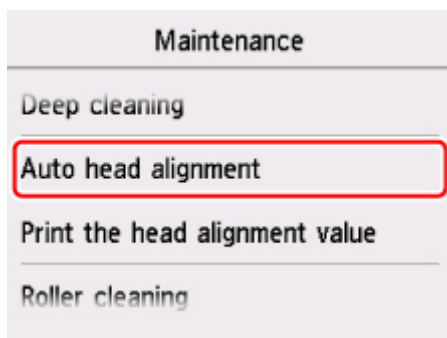 Maintenance
Deep cleaning
Auto head alignment
Print the head alignment value
Roller cleaning